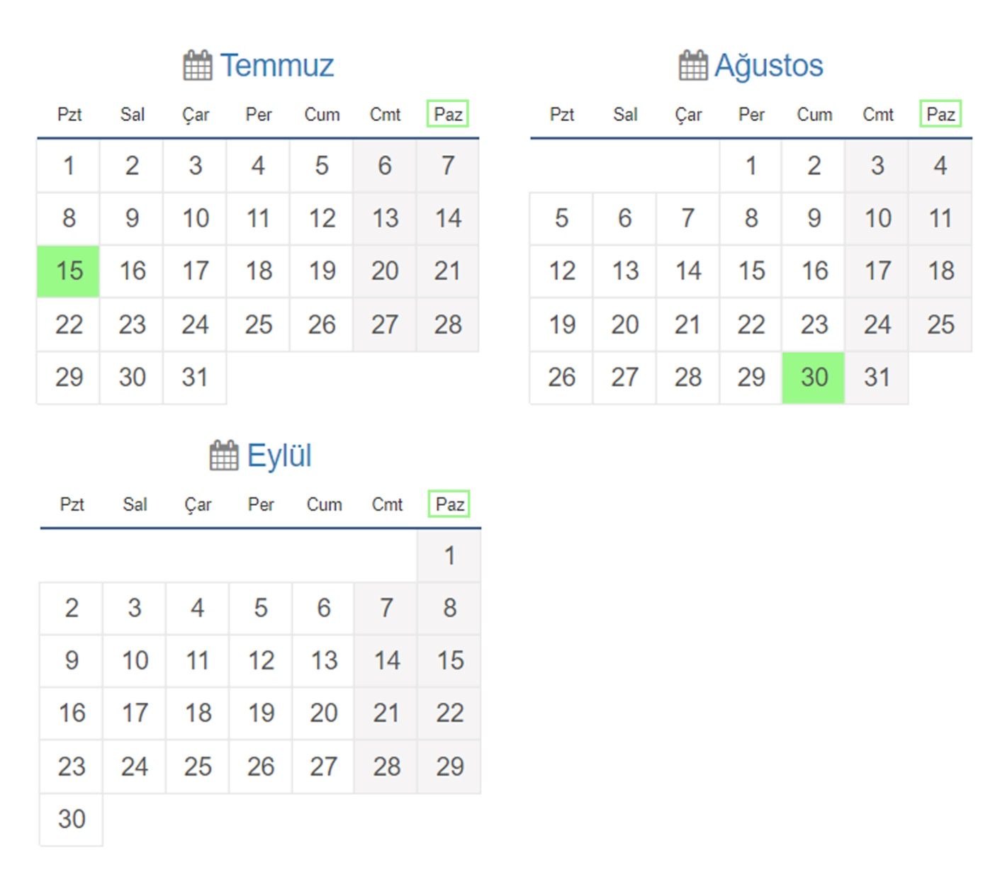 Temmuz
Pzt Sal Çar Per Cum Cmt Paz
1 2 3 4 5 6 7
8 9 10 11 12 13 14
15 16 17 18 19 20 21
22 23 24 25 26 27 28
29 30 31
Ağustos
Pzt Sal Çar Per Cum Cmt Paz
1 2 3 4
5 6 7 8 9 10 11
12 13 14 15 16 17 18
19 20 21 22 23 24 25
26 27 28 29 30 31
Eylül
Pzt Sal Çar Per Cum Cmt Paz
1
2 3 4 5 6 7 8
9 10 11 12 13 14 15
16 17 18 19 20 21 22
23 24 25 26 27 28 29
30